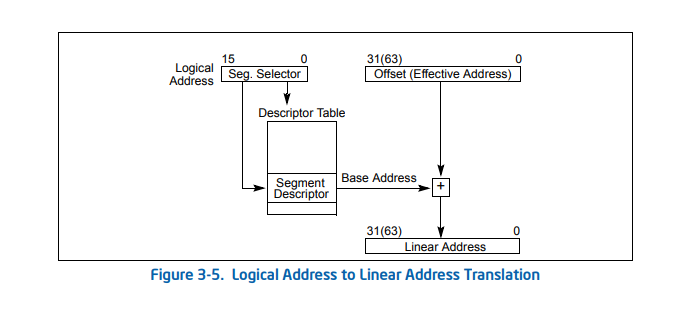 15 0
Logical
Address
Seg. Selector
31(63) 0
Offset (Effective Address)
Descriptor Table
Segment
Descriptor
Base Address
+
31(63) 0
Linear Address
Figure 3-5. Logical Address to Linear Address Translation